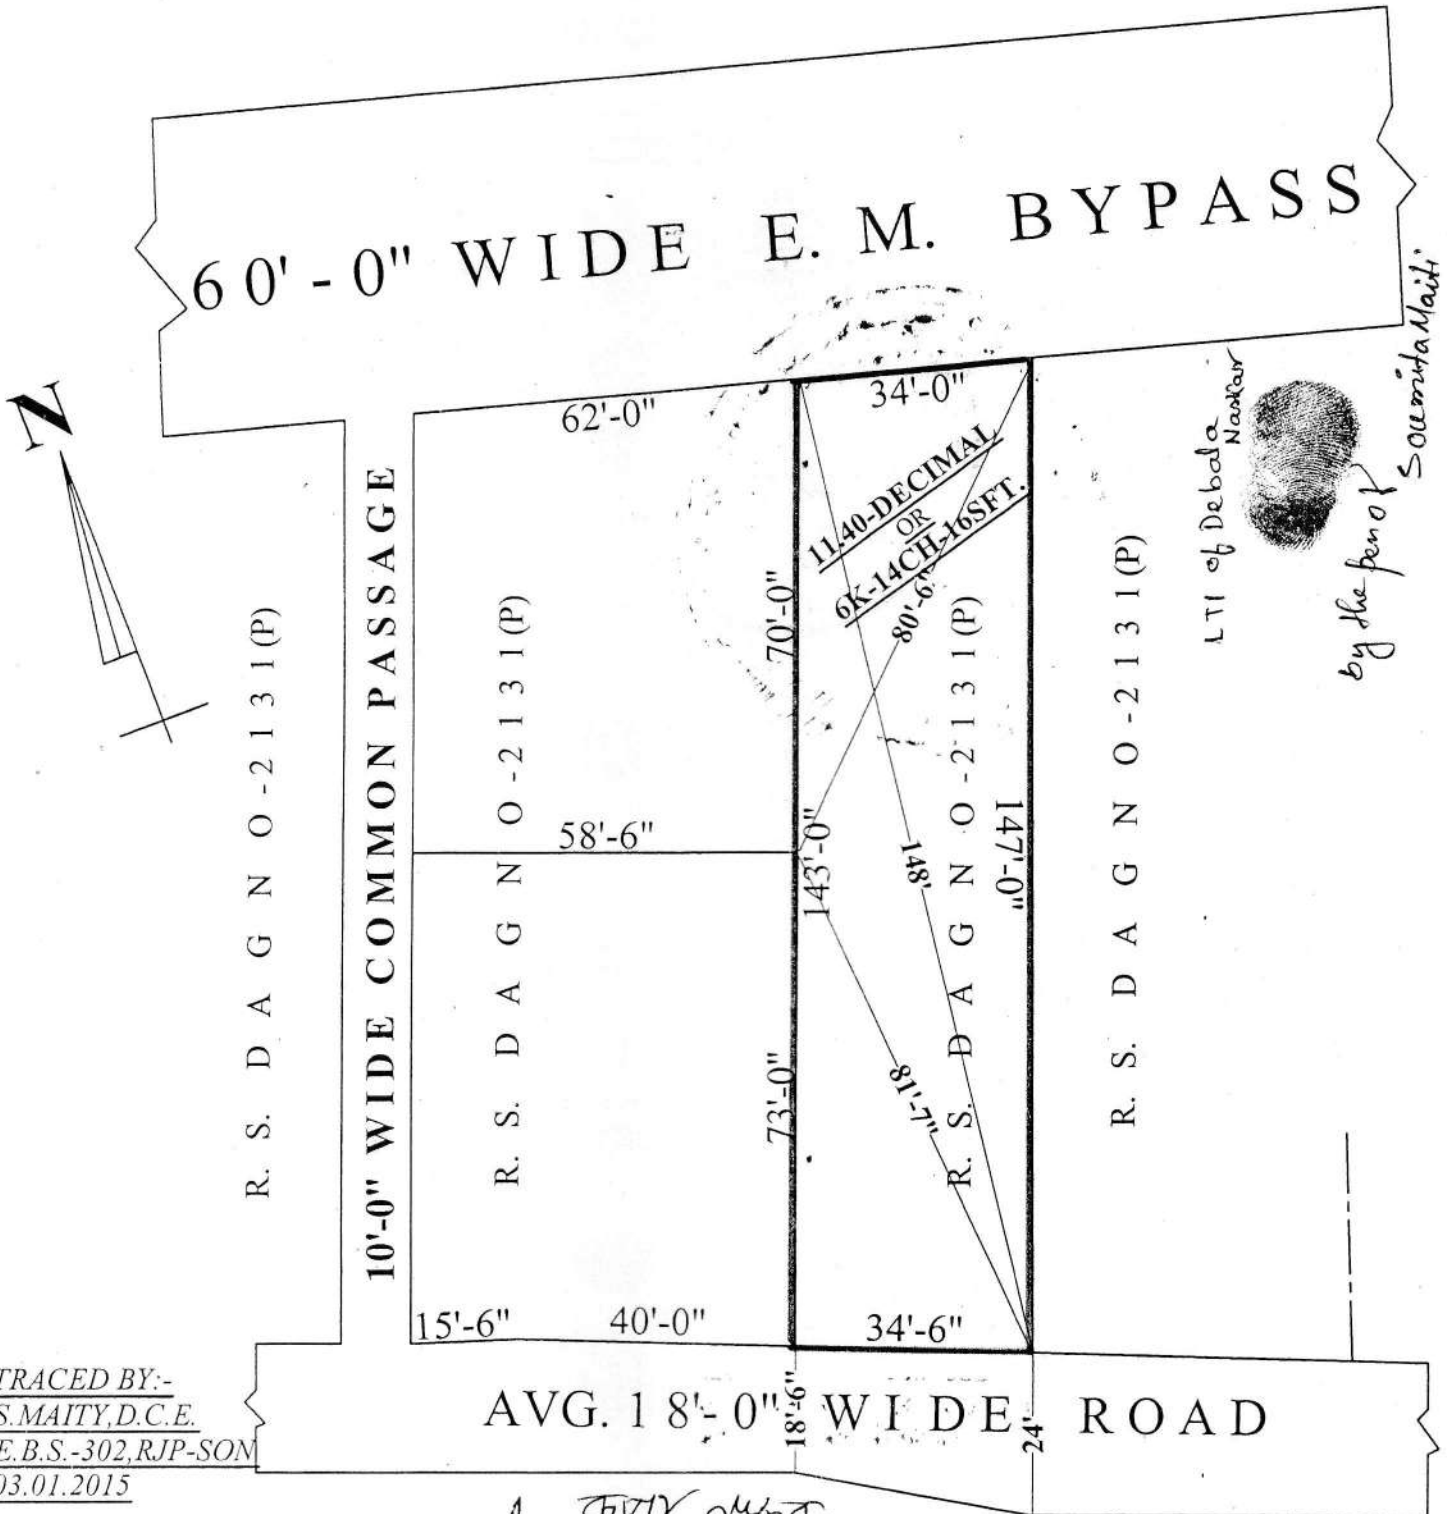 60'-0" WIDE E. M. BYPASS
N
62'-0"
34'-0"
11.40-DECIMAL
OR
6K-14CH-16SFT.
80'-6"
70'-0"
LTI of Debala
Naskar
by the pen of
Soumita Maiti
R. S. DAG NO-2131(P)
10'-0" WIDE COMMON PASSAGE
R. S. DAG NO-2131(P)
58'-6"
143'-0"
148'
R. S. DAG NO-2131(P)
147'-0"
R. S. DAG NO-2131(P)
73'-0"
81'-7"
15'-6"
40'-0"
34'-6"
AVG. 18'-0" WIDE ROAD
18'-6"
24'
TRACED BY:-
S.MAITY,D.C.E.
E.B.S.-302,RJP-SON
03.01.2015